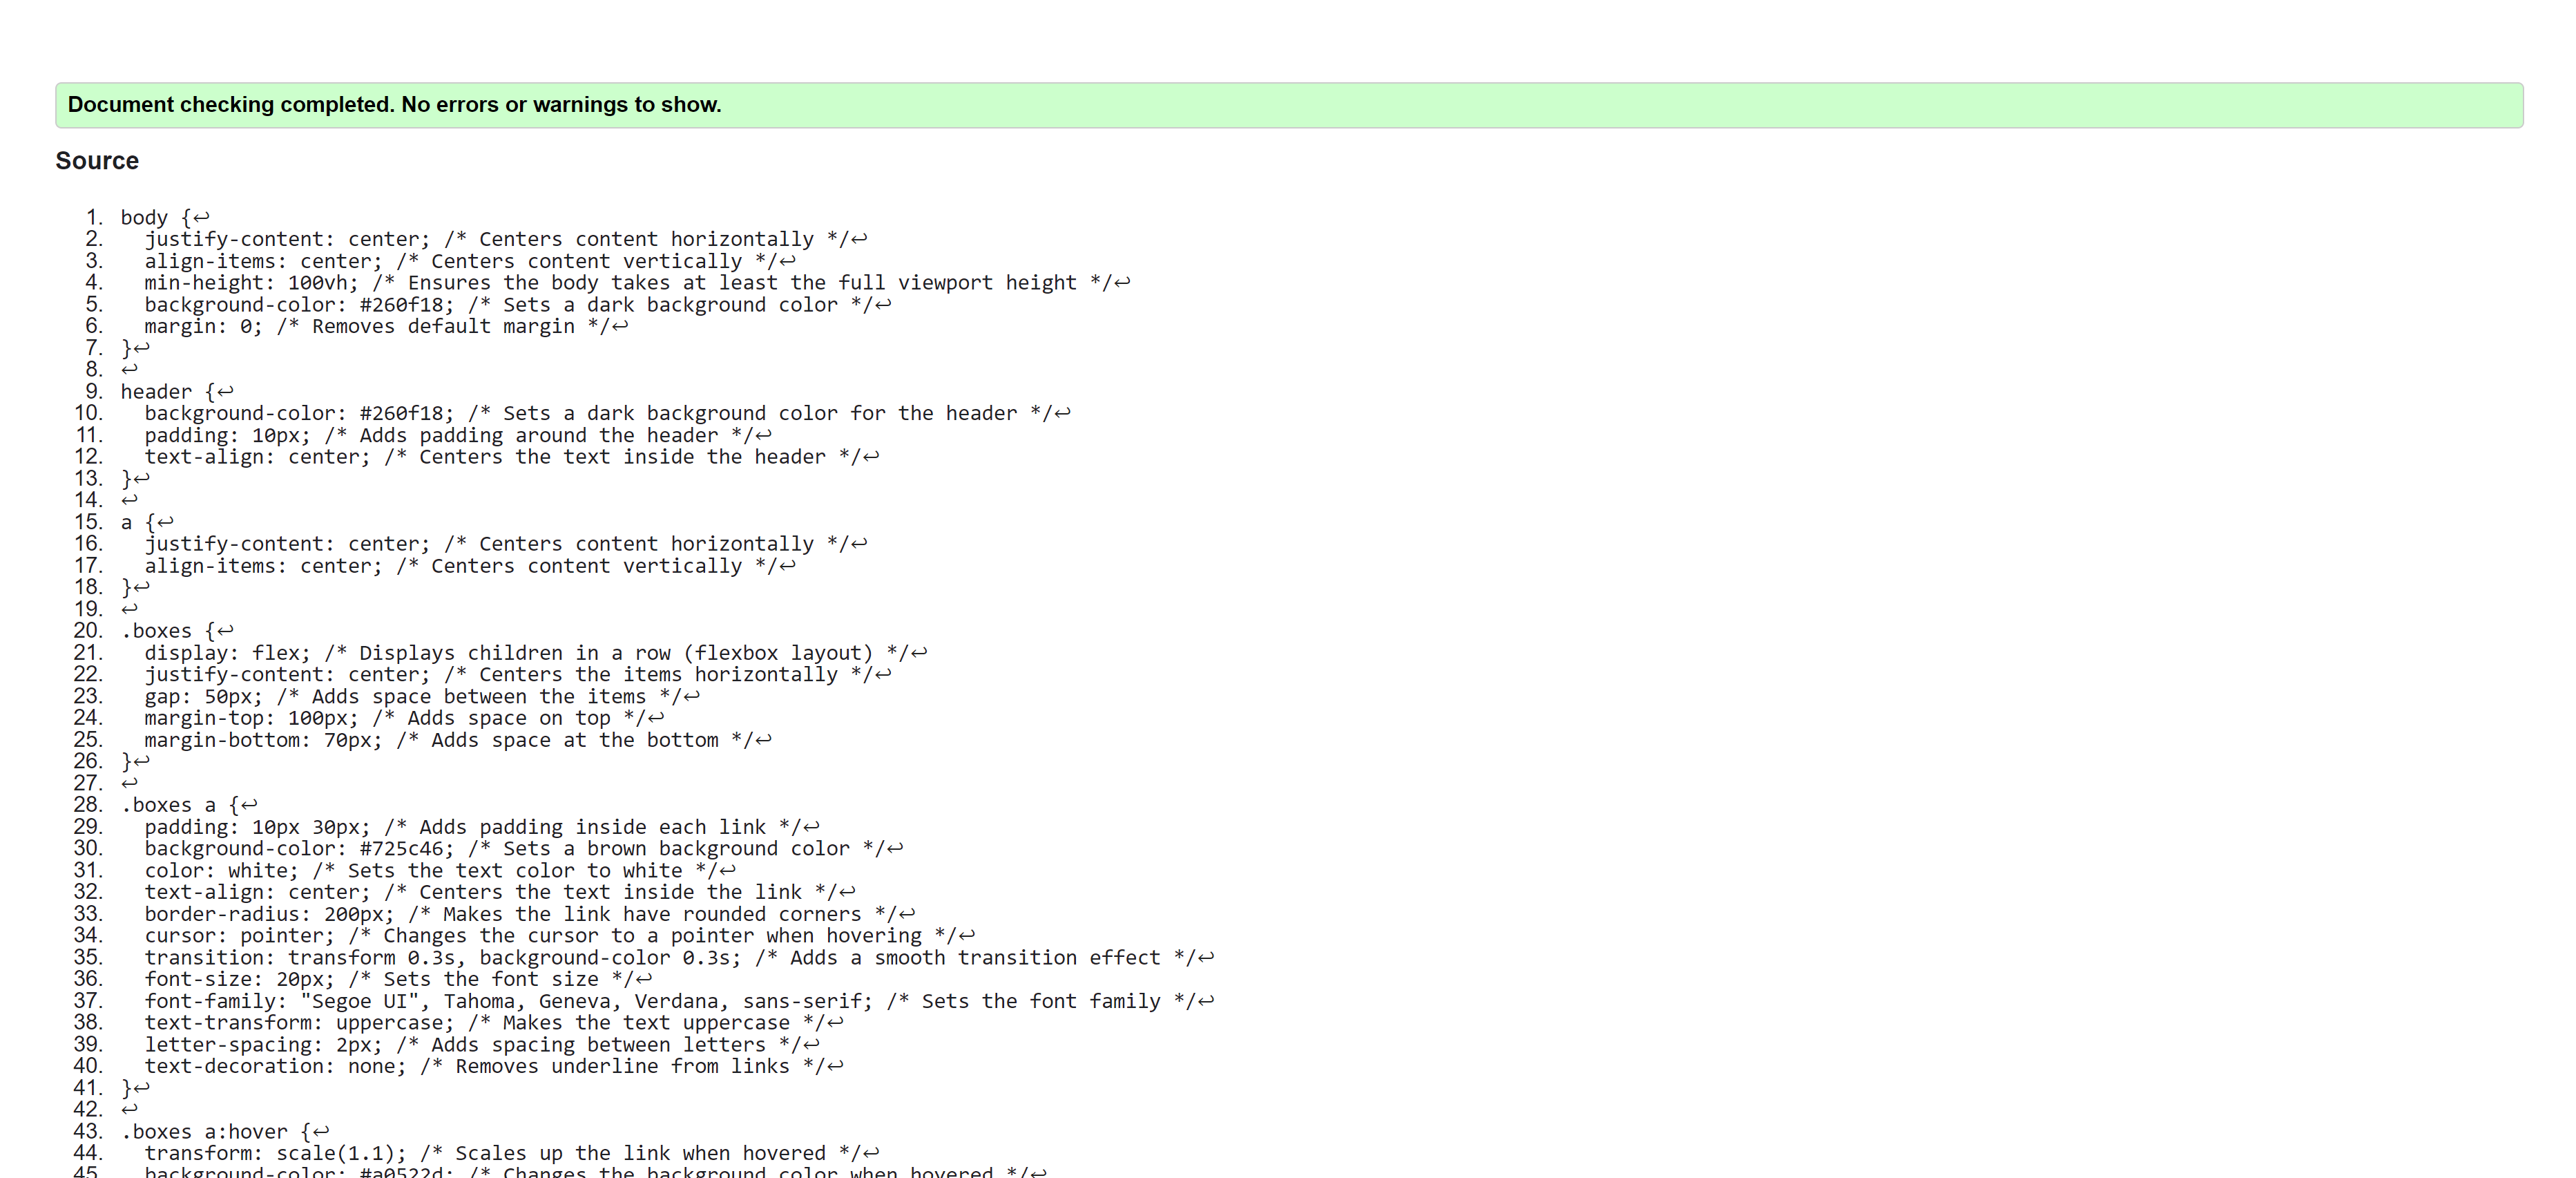 Document checking completed. No errors or warnings to show.
Source
1. body {↩
2.   justify-content: center; /* Centers content horizontally */↩
3.   align-items: center; /* Centers content vertically */↩
4.   min-height: 100vh; /* Ensures the body takes at least the full viewport height */↩
5.   background-color: #260f18; /* Sets a dark background color */↩
6.   margin: 0; /* Removes default margin */↩
7. }↩
8. ↩
9. header {↩
10.   background-color: #260f18; /* Sets a dark background color for the header */↩
11.   padding: 10px; /* Adds padding around the header */↩
12.   text-align: center; /* Centers the text inside the header */↩
13. }↩
14. ↩
15. a {↩
16.   justify-content: center; /* Centers content horizontally */↩
17.   align-items: center; /* Centers content vertically */↩
18. }↩
19. ↩
20. .boxes {↩
21.   display: flex; /* Displays children in a row (flexbox layout) */↩
22.   justify-content: center; /* Centers the items horizontally */↩
23.   gap: 50px; /* Adds space between the items */↩
24.   margin-top: 100px; /* Adds space on top */↩
25.   margin-bottom: 70px; /* Adds space at the bottom */↩
26. }↩
27. ↩
28. .boxes a {↩
29.   padding: 10px 30px; /* Adds padding inside each link */↩
30.   background-color: #725c46; /* Sets a brown background color */↩
31.   color: white; /* Sets the text color to white */↩
32.   text-align: center; /* Centers the text inside the link */↩
33.   border-radius: 200px; /* Makes the link have rounded corners */↩
34.   cursor: pointer; /* Changes the cursor to a pointer when hovering */↩
35.   transition: transform 0.3s, background-color 0.3s; /* Adds a smooth transition effect */↩
36.   font-size: 20px; /* Sets the font size */↩
37.   font-family: "Segoe UI", Tahoma, Geneva, Verdana, sans-serif; /* Sets the font family */↩
38.   text-transform: uppercase; /* Makes the text uppercase */↩
39.   letter-spacing: 2px; /* Adds spacing between letters */↩
40.   text-decoration: none; /* Removes underline from links */↩
41. }↩
42. ↩
43. .boxes a:hover {↩
44.   transform: scale(1.1); /* Scales up the link when hovered */↩
45.   background-color: #a0522d; /* Changes the background color when hovered */↩